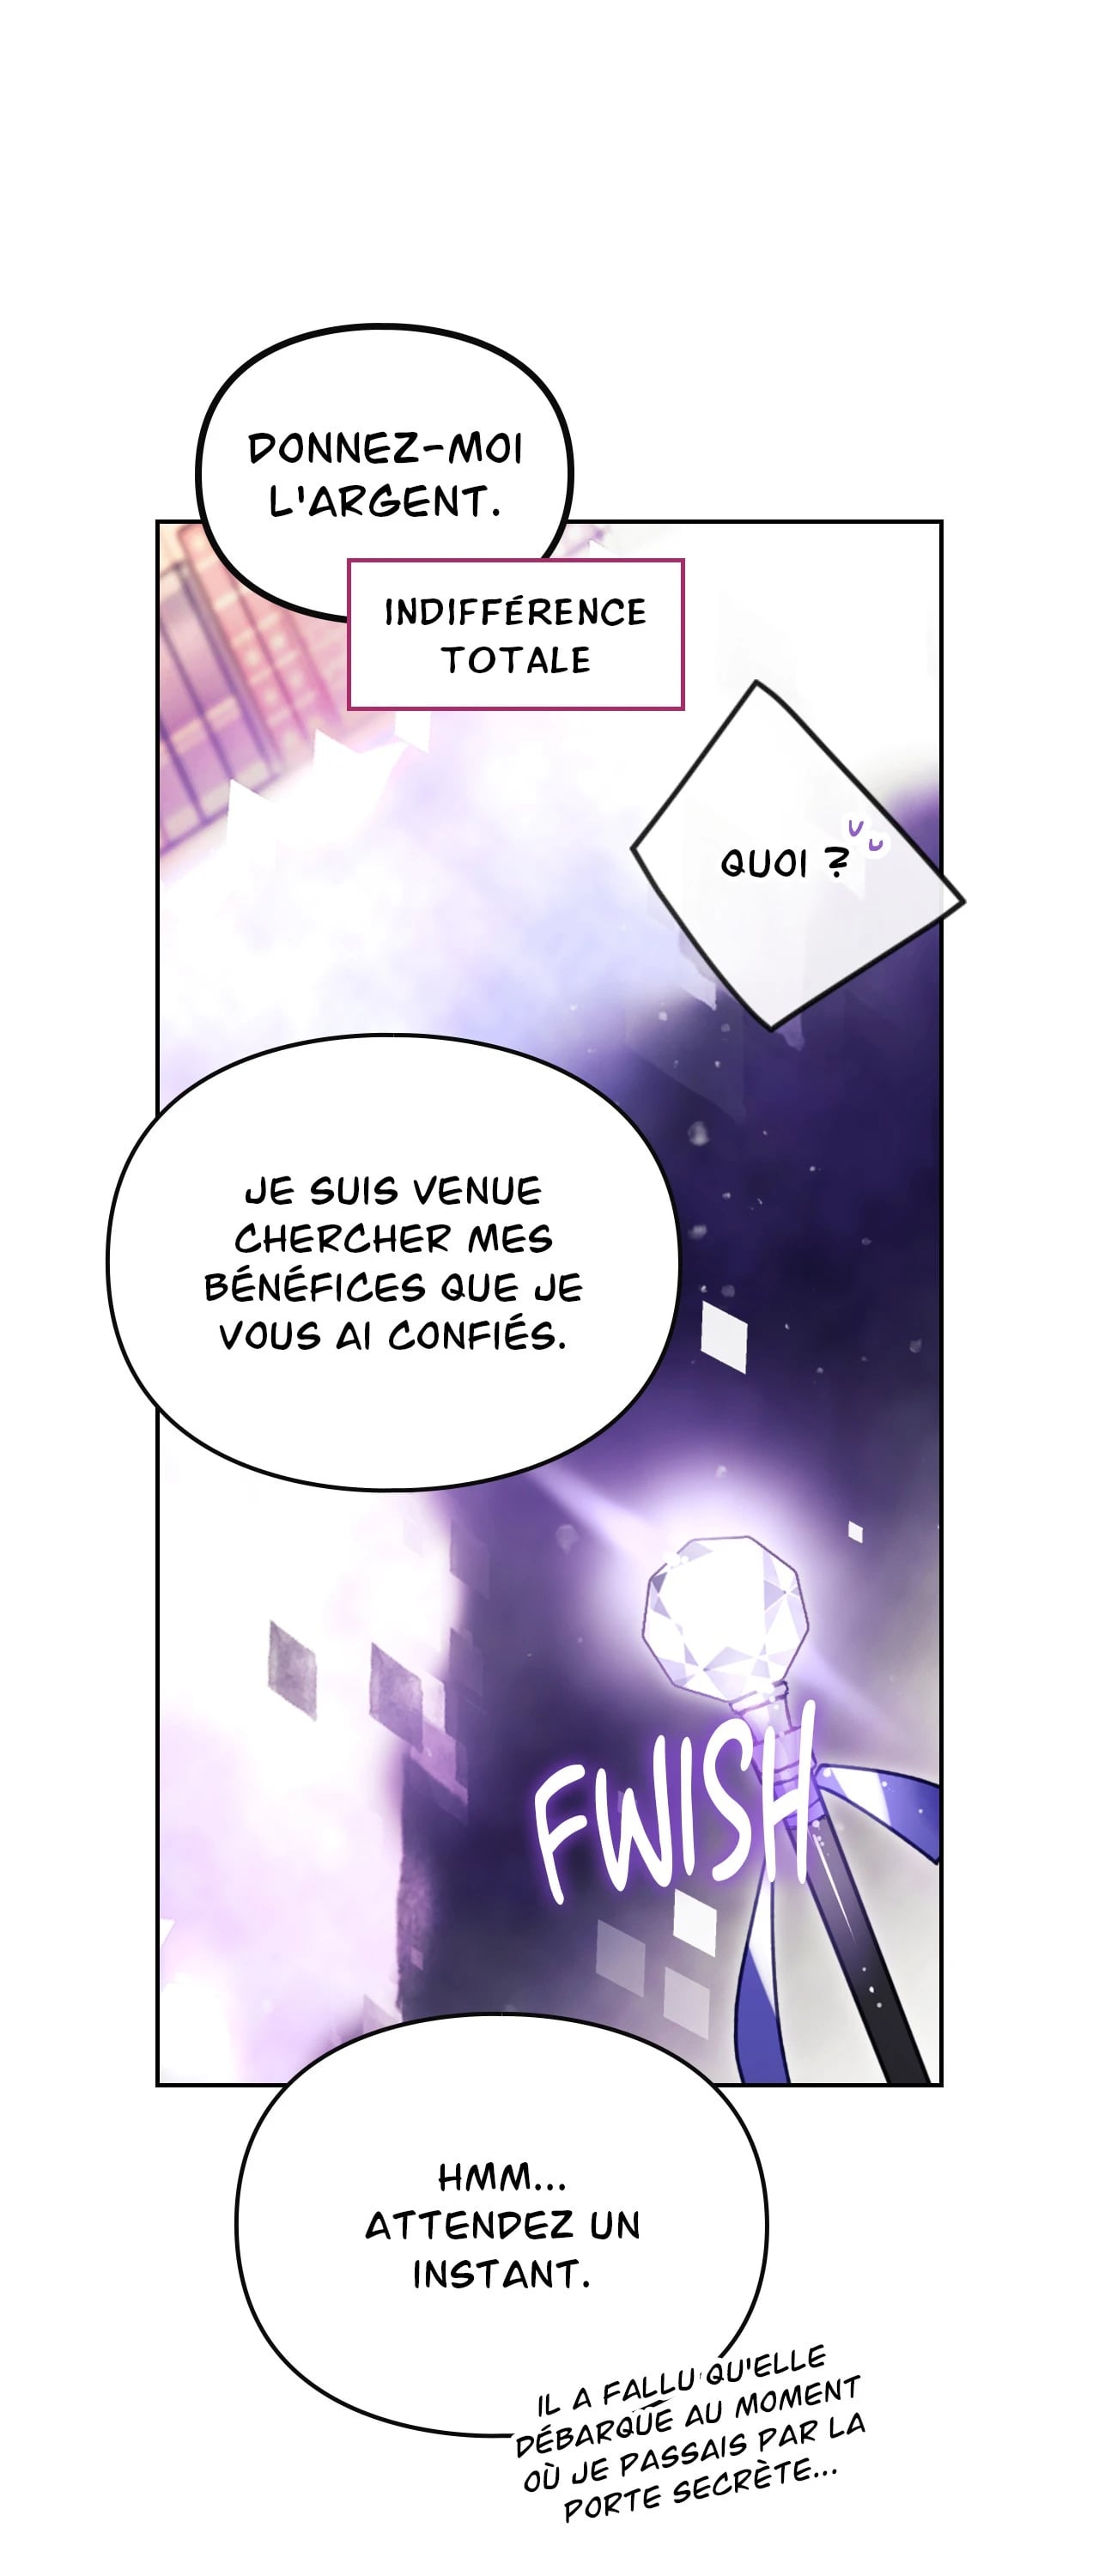 DONNEZ-MOI
L'ARGENT.
INDIFFÉRENCE
TOTALE
QUOI ?
JE SUIS VENUE
CHERCHER MES
BÉNÉFICES QUE JE
VOUS AI CONFIÉS.
FWISH
HMM...
ATTENDEZ UN
INSTANT.
IL A FALLU QU'ELLE
DÉBARQUE AU MOMENT
OÙ JE PASSAIS PAR LA
PORTE SECRÈTE...